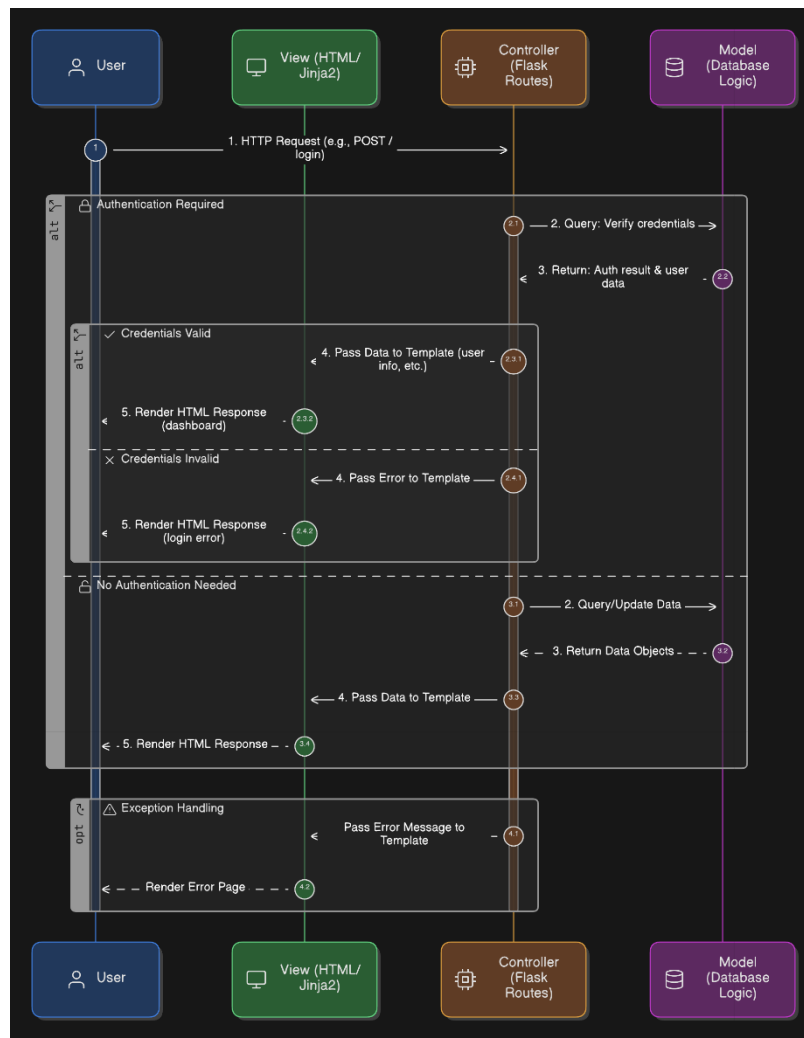 User
View (HTML/
Jinja2)
Controller
(Flask
Routes)
Model
(Database
Logic)
1
1. HTTP Request (e.g., POST /
login)
alt
Authentication Required
2.1
2. Query: Verify credentials
3. Return: Auth result & user
data
2.2
alt
Credentials Valid
4. Pass Data to Template (user
info, etc.)
2.3.1
5. Render HTML Response
(dashboard)
2.3.2
Credentials Invalid
4. Pass Error to Template
2.4.1
5. Render HTML Response
(login error)
2.4.2
No Authentication Needed
3.1
2. Query/Update Data
3. Return Data Objects
3.2
4. Pass Data to Template
3.3
5. Render HTML Response
3.4
opt
Exception Handling
Pass Error Message to
Template
4.1
Render Error Page
4.2
User
View (HTML/
Jinja2)
Controller
(Flask
Routes)
Model
(Database
Logic)